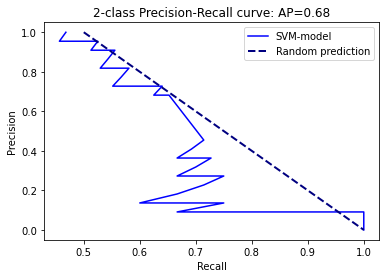 2-class Precision-Recall curve: AP=0.68
SVM-model
Random prediction
Precision
1.0
0.8
0.6
0.4
0.2
0.0
0.5
0.6
0.7
0.8
0.9
1.0
Recall